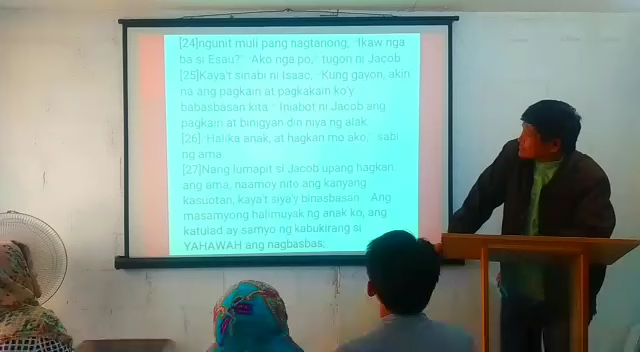 [24]ngunit muli pang nagtanong, "Ikaw nga
ba si Esau?" "Ako nga po," tugon ni Jacob.
[25]Kaya't sinabi ni Isaac, "Kung gayon, akin
na ang pagkain at pagkakain ko'y
babasbasan kita." Iniabot ni Jacob ang
pagkain at binigyan din niya ng alak.
[26]"Halika anak, at hagkan mo ako," sabi
ng ama.
[27]Nang lumapit si Jacob upang hagkan
ang ama, naamoy nito ang kanyang
kasuotan, kaya't siya'y binasbasan. "Ang
masamyong halimuyak ng anak ko, ang
katulad ay samyo ng kabukirang si
YAHAWAH ang nagbasbas;